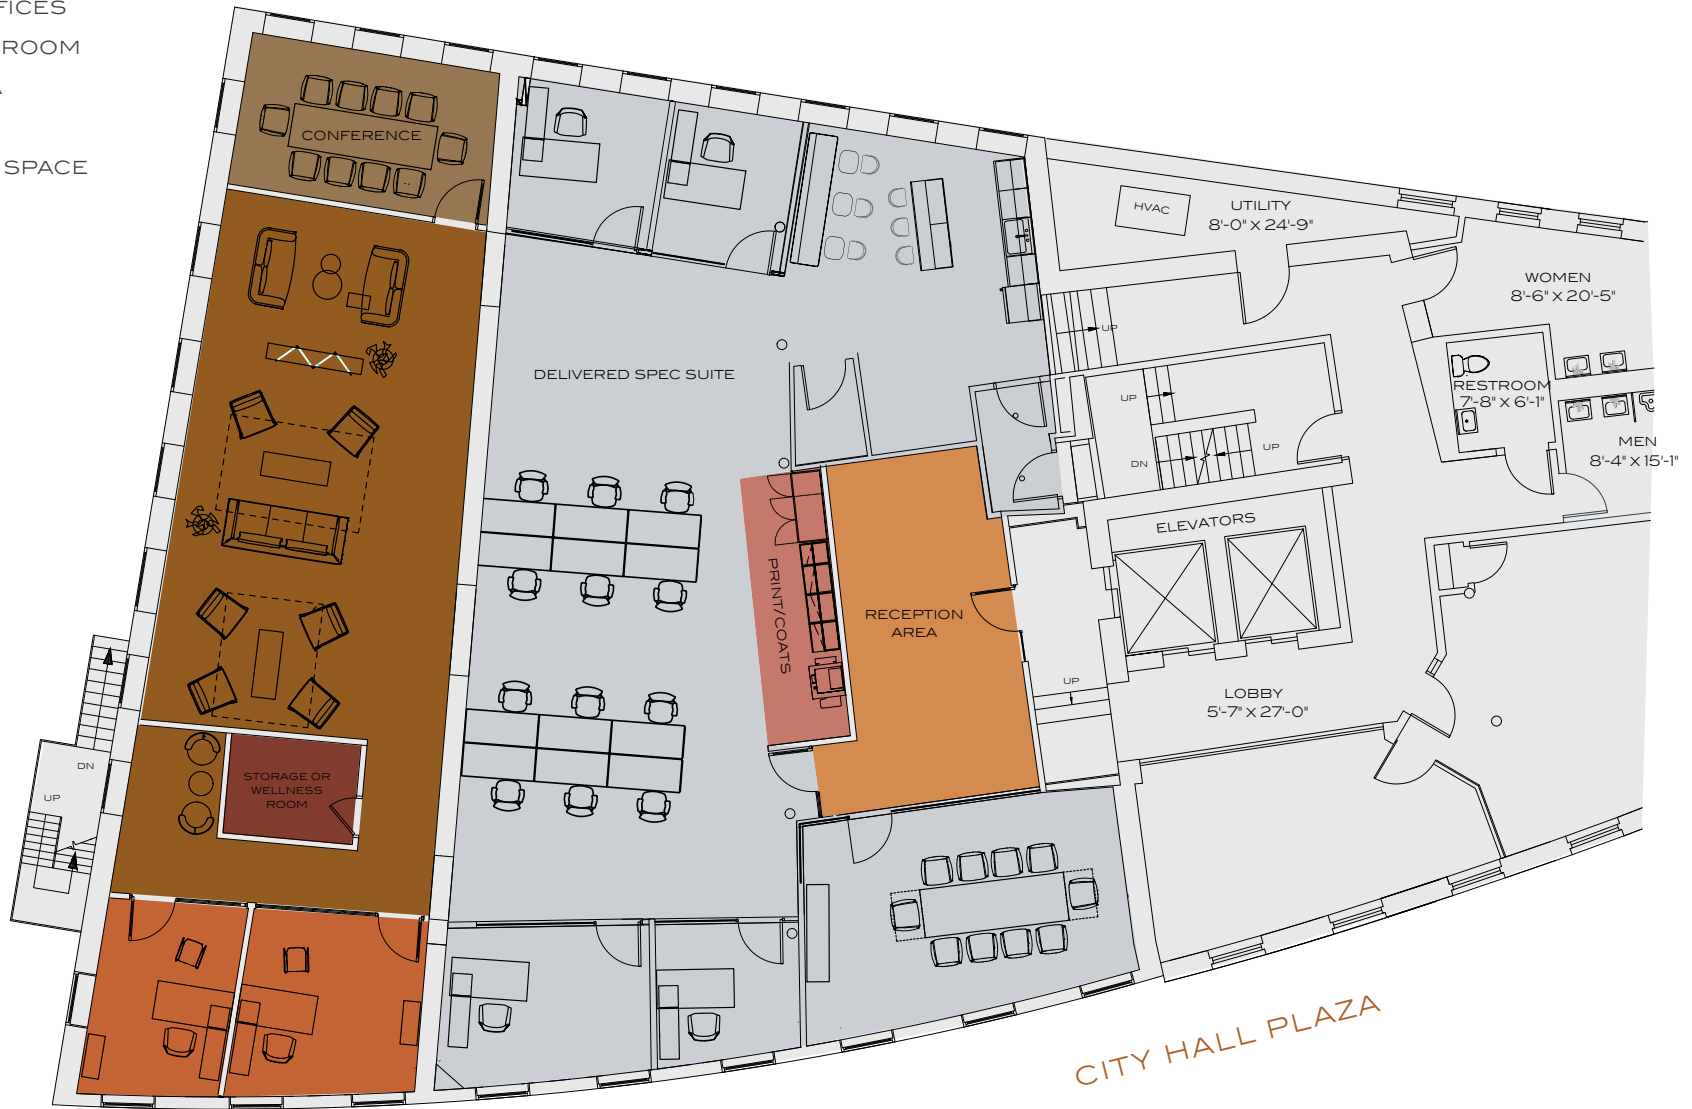 FFICES
ROOM
A
SPACE
CONFERENCE
HVAC
UTILITY
8'-0" X 24'-9"
WOMEN
8'-6" X 20'-5"
UP
DELIVERED SPEC SUITE
UP
RESTROOM
7'-8" X 6'-1"
UP
DN
MEN
8'-4" X 15'-1"
ELEVATORS
PRINT/COATS
RECEPTION
AREA
UP
LOBBY
5'-7" X 27'-0"
DN
UP
STORAGE OR
WELLNESS
ROOM
CITY HALL PLAZA